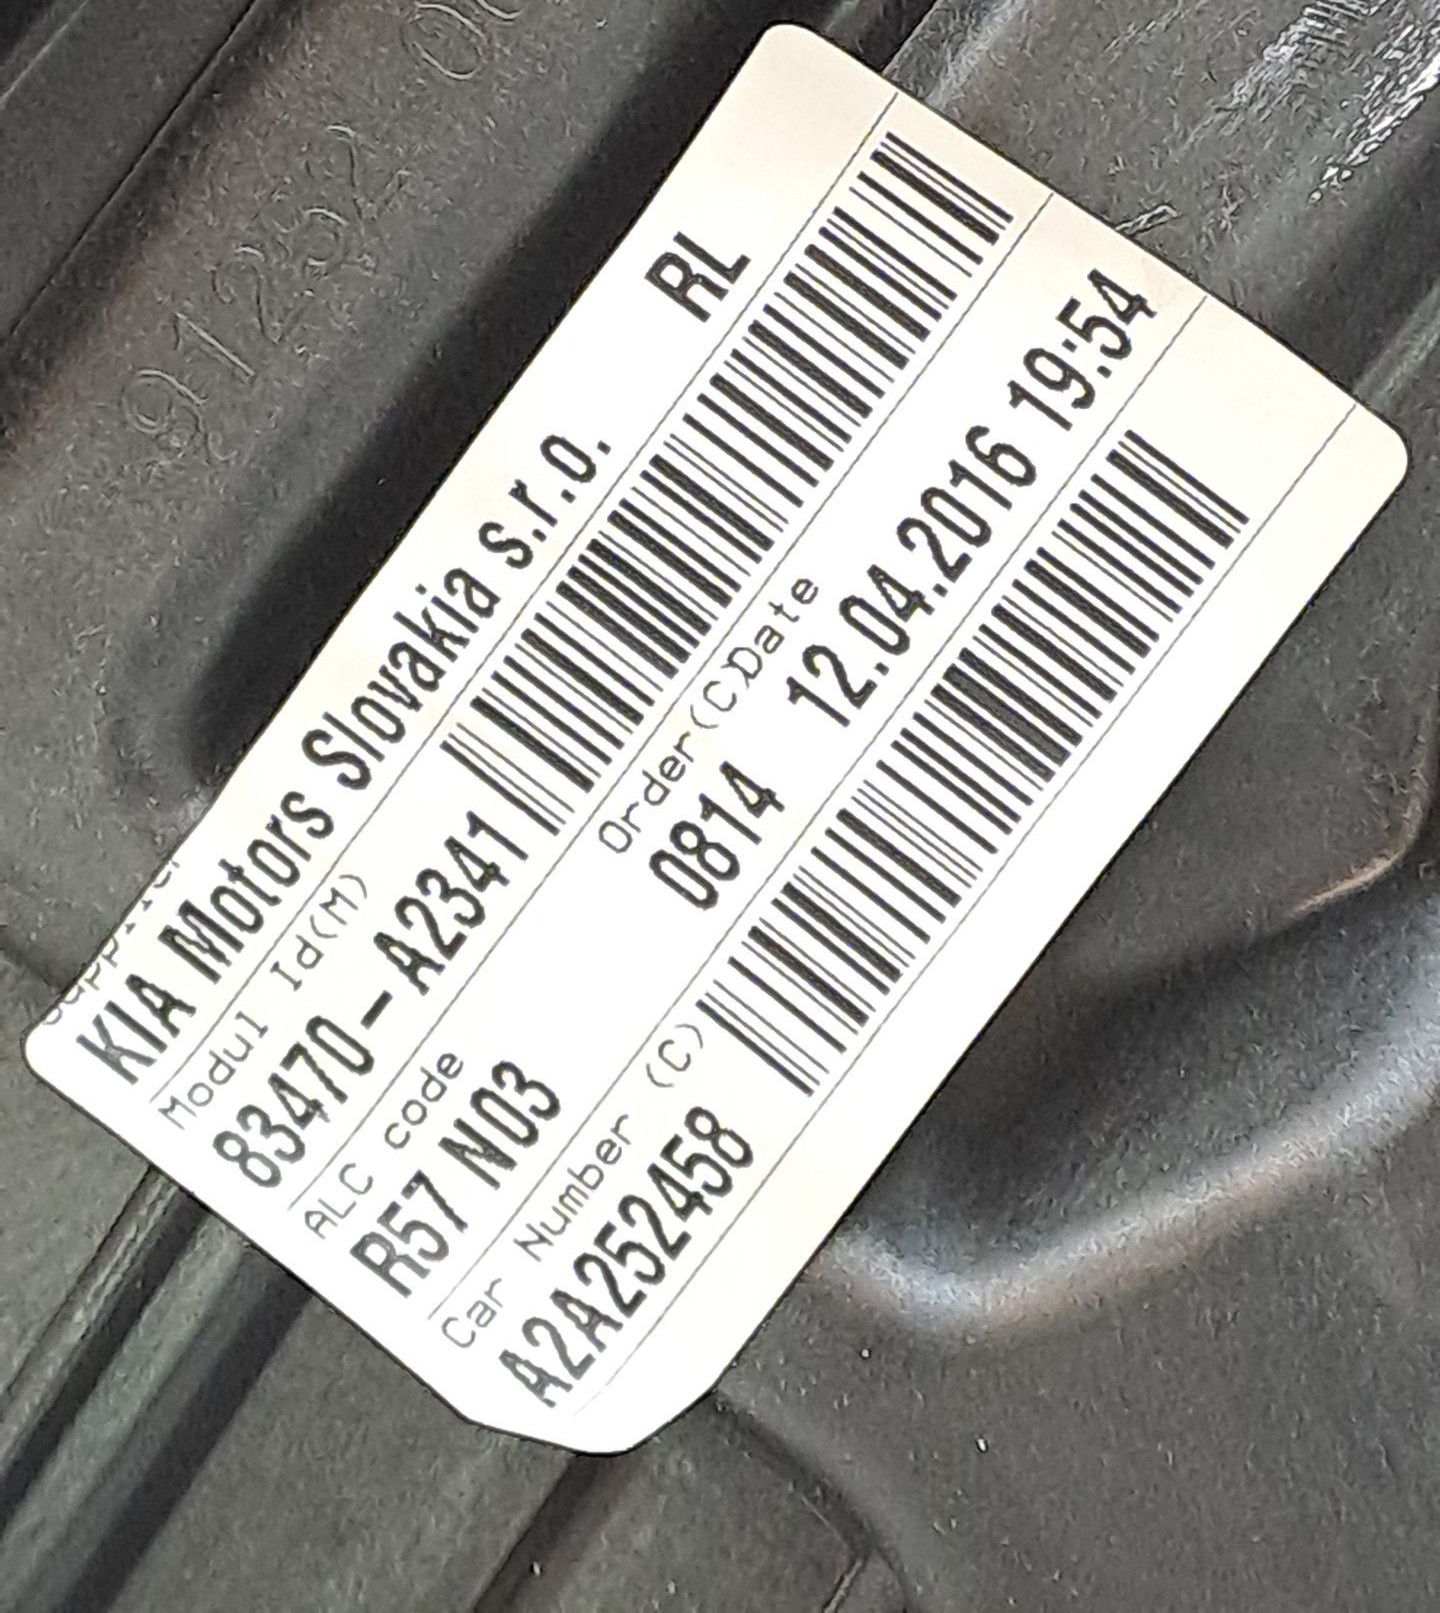 KIA Motors Slovakia s.r.o. RL
Modul Id(M)
83470-A2341
ALC code Order(C)Date
R57 N03 0814 12.04.2016 19:54
Car Number (C)
A2A252458